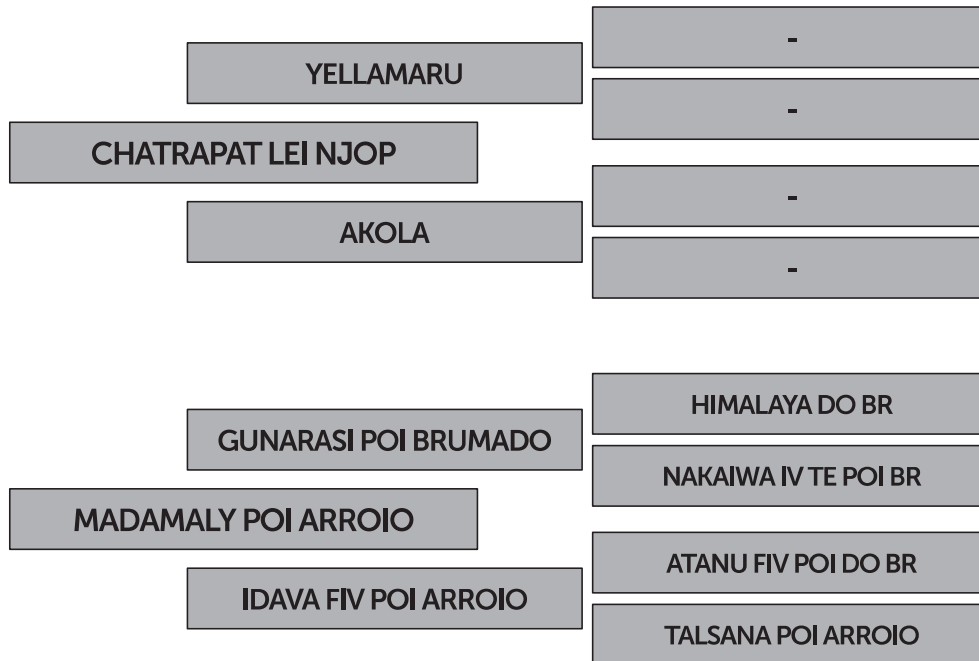 -
YELLAMARU
-
CHATRAPAT LEI NJOP
-
AKOLA
-
HIMALAYA DO BR
GUNARASI POI BRUMADO
NAKAIWA IV TE POI BR
MADAMALY POI ARROIO
ATANU FIV POI DO BR
IDAVA FIV POI ARROIO
TALSANA POI ARROIO